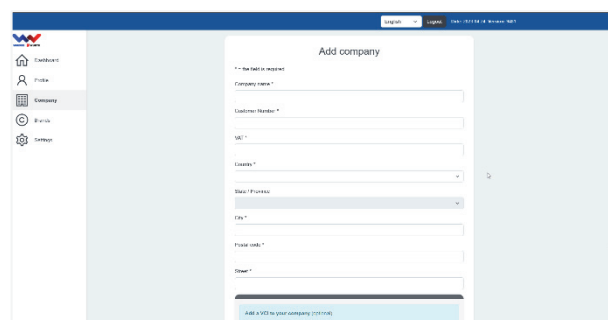 English
Logout
Add company
* = the field is required
Company name *
Dashboard
Profile
Company
Brands
Settings
Customer Number *
VAT *
Country *
State / Province
City *
Postal code *
Street *
Add a VCI to your company (optional)